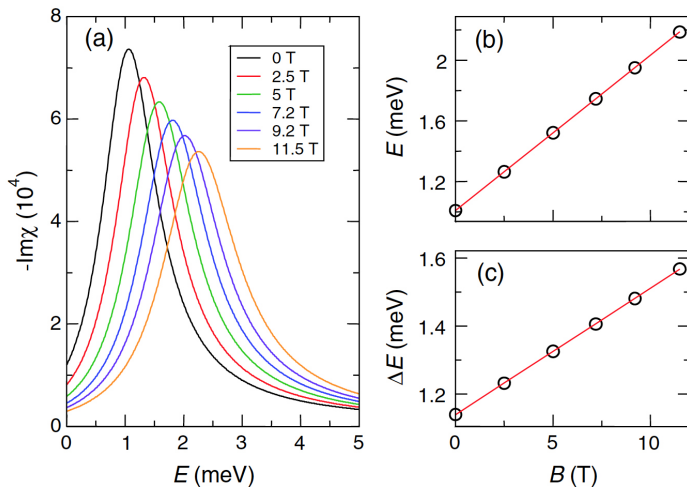 (a)
-Imχ (10⁴)
8
6
4
2
0
0 T
2.5 T
5 T
7.2 T
9.2 T
11.5 T
0 1 2 3 4 5
E (meV)
(b)
E (meV)
2
1.6
1.2
(c)
ΔE (meV)
1.6
1.4
1.2
0 5 10
B (T)